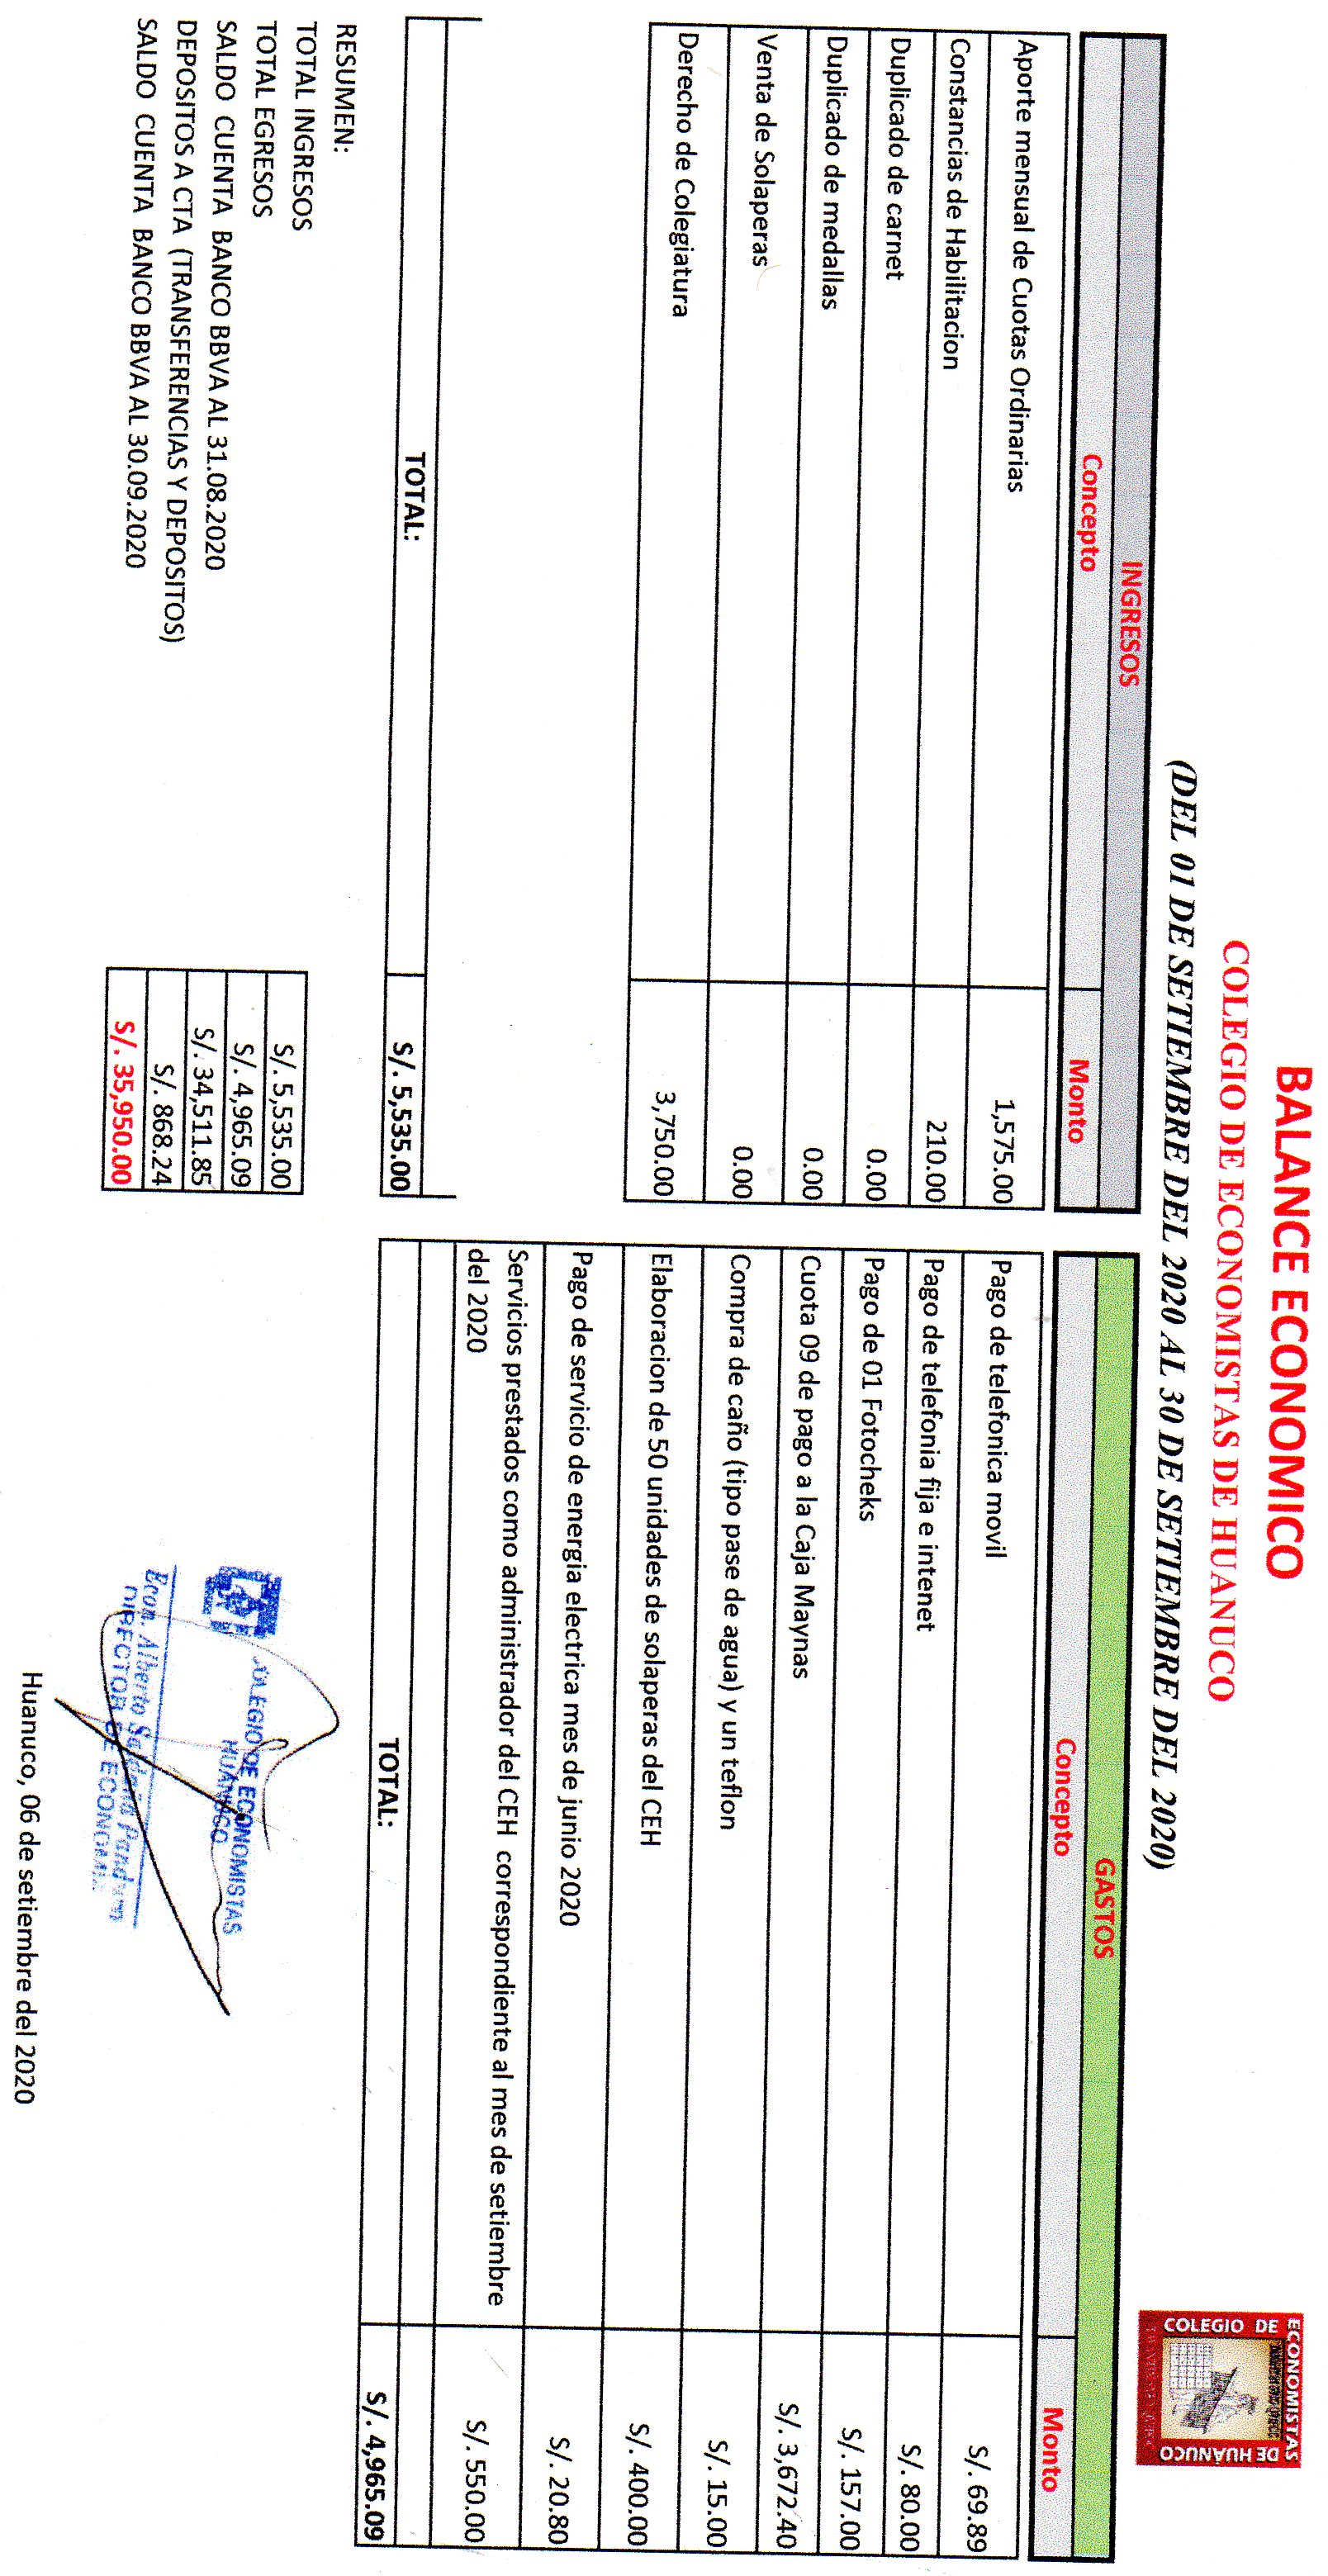 BALANCE ECONOMICO
COLEGIO DE ECONOMISTAS DE HUANUCO
(DEL 01 DE SETIEMBRE DEL 2020 AL 30 DE SETIEMBRE DEL 2020)
COLEGIO DE ECONOMISTAS DE HUÁNUCO
INGRESOS
Concepto Monto
Aporte mensual de Cuotas Ordinarias 1,575.00
Constancias de Habilitacion 210.00
Duplicado de carnet 0.00
Duplicado de medallas 0.00
Venta de Solaperas 0.00
Derecho de Colegiatura 3,750.00
TOTAL: S/. 5,535.00
GASTOS
Concepto Monto
Pago de telefonica movil S/. 69.89
Pago de telefonia fija e intenet S/. 80.00
Pago de 01 Fotocheks S/. 157.00
Cuota 09 de pago a la Caja Maynas S/. 3,672.40
Compra de caño (tipo pase de agua) y un teflon S/. 15.00
Elaboracion de 50 unidades de solaperas del CEH S/. 400.00
Pago de servicio de energia electrica mes de junio 2020 S/. 20.80
Servicios prestados como administrador del CEH correspondiente al mes de setiembre
del 2020 S/. 550.00
TOTAL: S/. 4,965.09
RESUMEN:
TOTAL INGRESOS S/. 5,535.00
TOTAL EGRESOS S/. 4,965.09
SALDO CUENTA BANCO BBVA AL 31.08.2020 S/. 34,511.85
DEPOSITOS A CTA (TRANSFERENCIAS Y DEPOSITOS) S/. 868.24
SALDO CUENTA BANCO BBVA AL 30.09.2020 S/. 35,950.00
COLEGIO DE ECONOMISTAS
HUANUCO
Econ. Alberto Saldaña Panduro
DIRECTOR DE ECONOMIA
Huanuco, 06 de setiembre del 2020